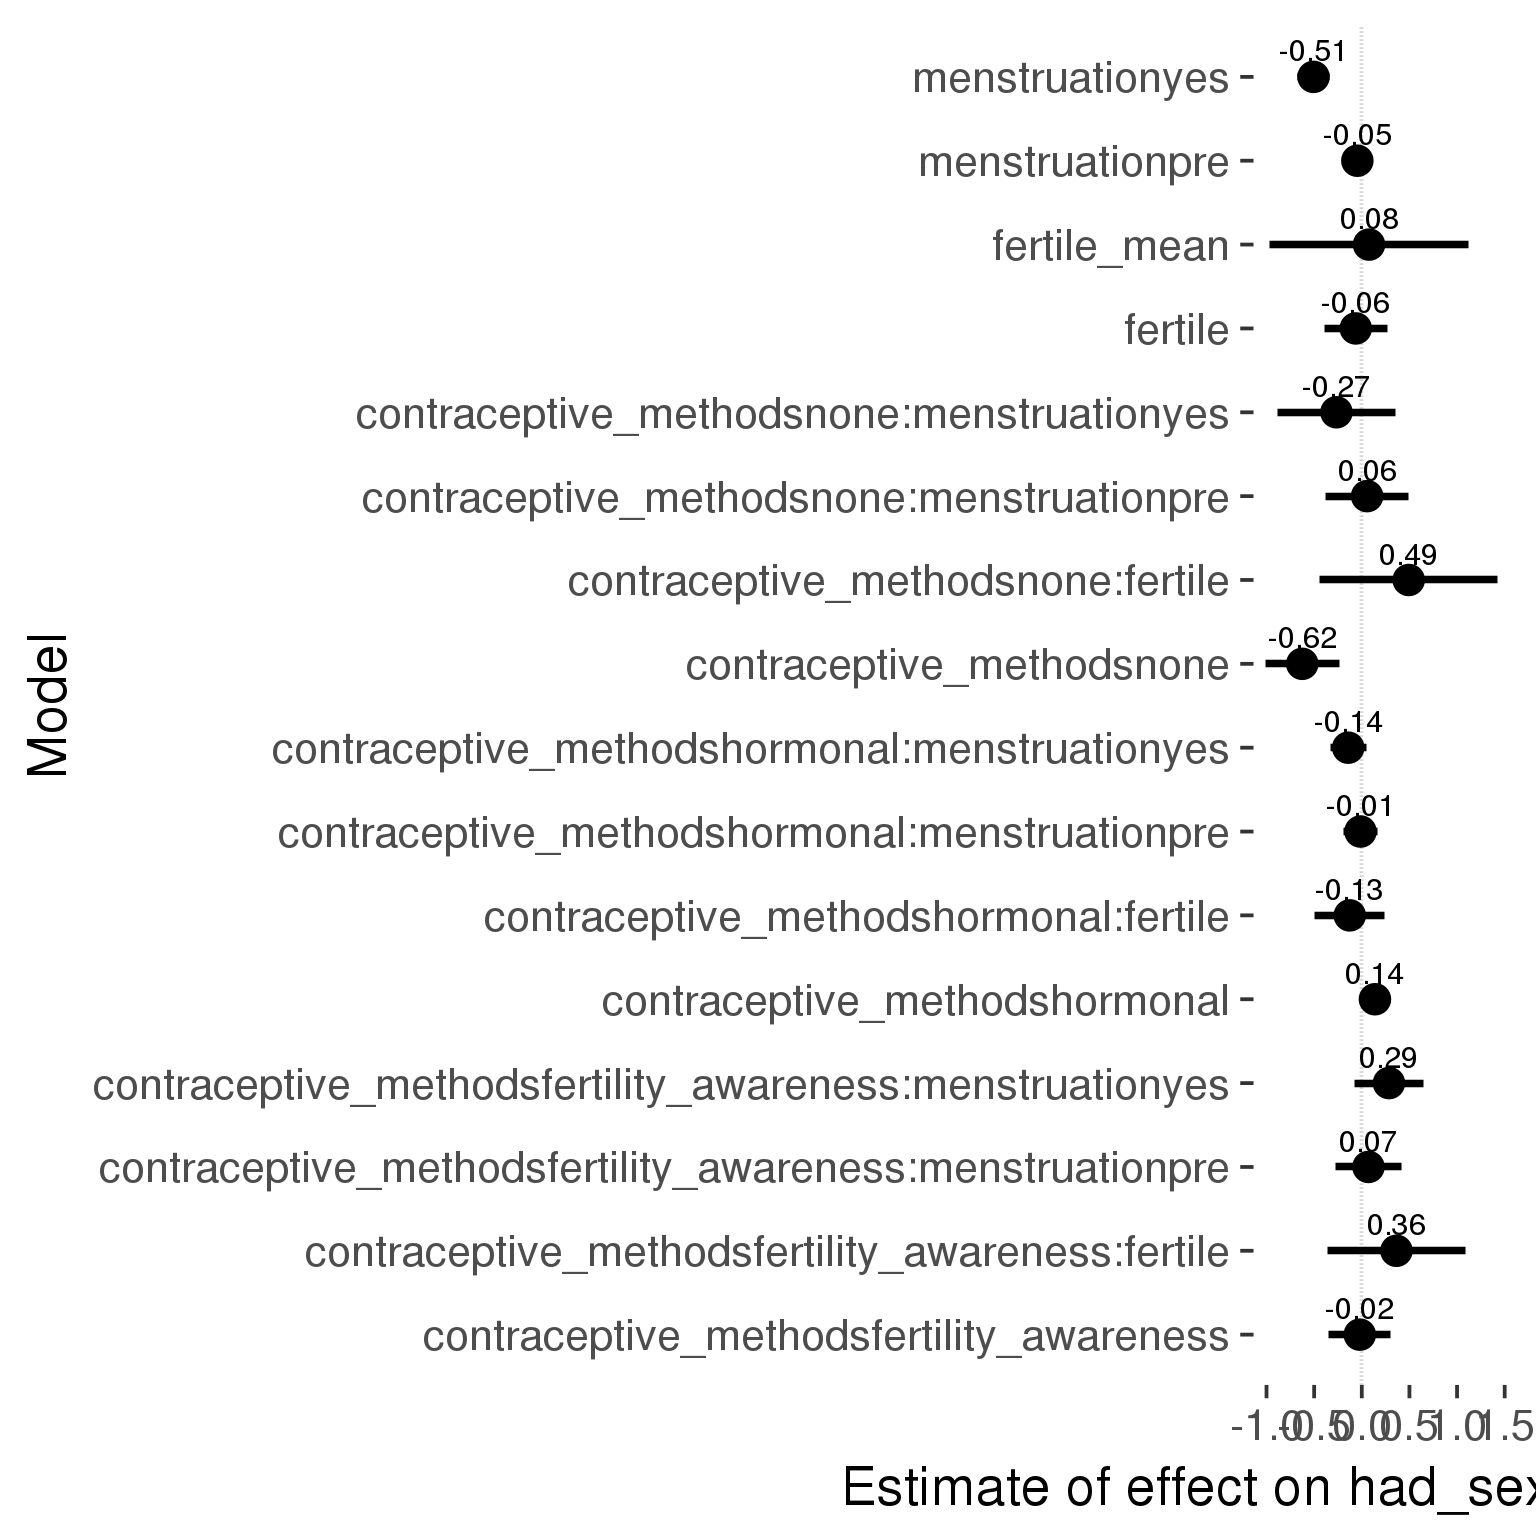 -0.51
menstruationyes
-0.05
menstruationpre
0.08
fertile_mean
-0.06
fertile
-0.27
contraceptive_methodsnone:menstruationyes
0.06
contraceptive_methodsnone:menstruationpre
0.49
contraceptive_methodsnone:fertile
-0.62
contraceptive_methodsnone
-0.14
contraceptive_methodshormonal:menstruationyes
-0.01
contraceptive_methodshormonal:menstruationpre
-0.13
contraceptive_methodshormonal:fertile
0.14
contraceptive_methodshormonal
0.29
contraceptive_methodsfertility_awareness:menstruationyes
0.07
contraceptive_methodsfertility_awareness:menstruationpre
0.36
contraceptive_methodsfertility_awareness:fertile
-0.02
contraceptive_methodsfertility_awareness
Model
-1.0 -0.5 0.0 0.5 1.0 1.5
Estimate of effect on had_sex